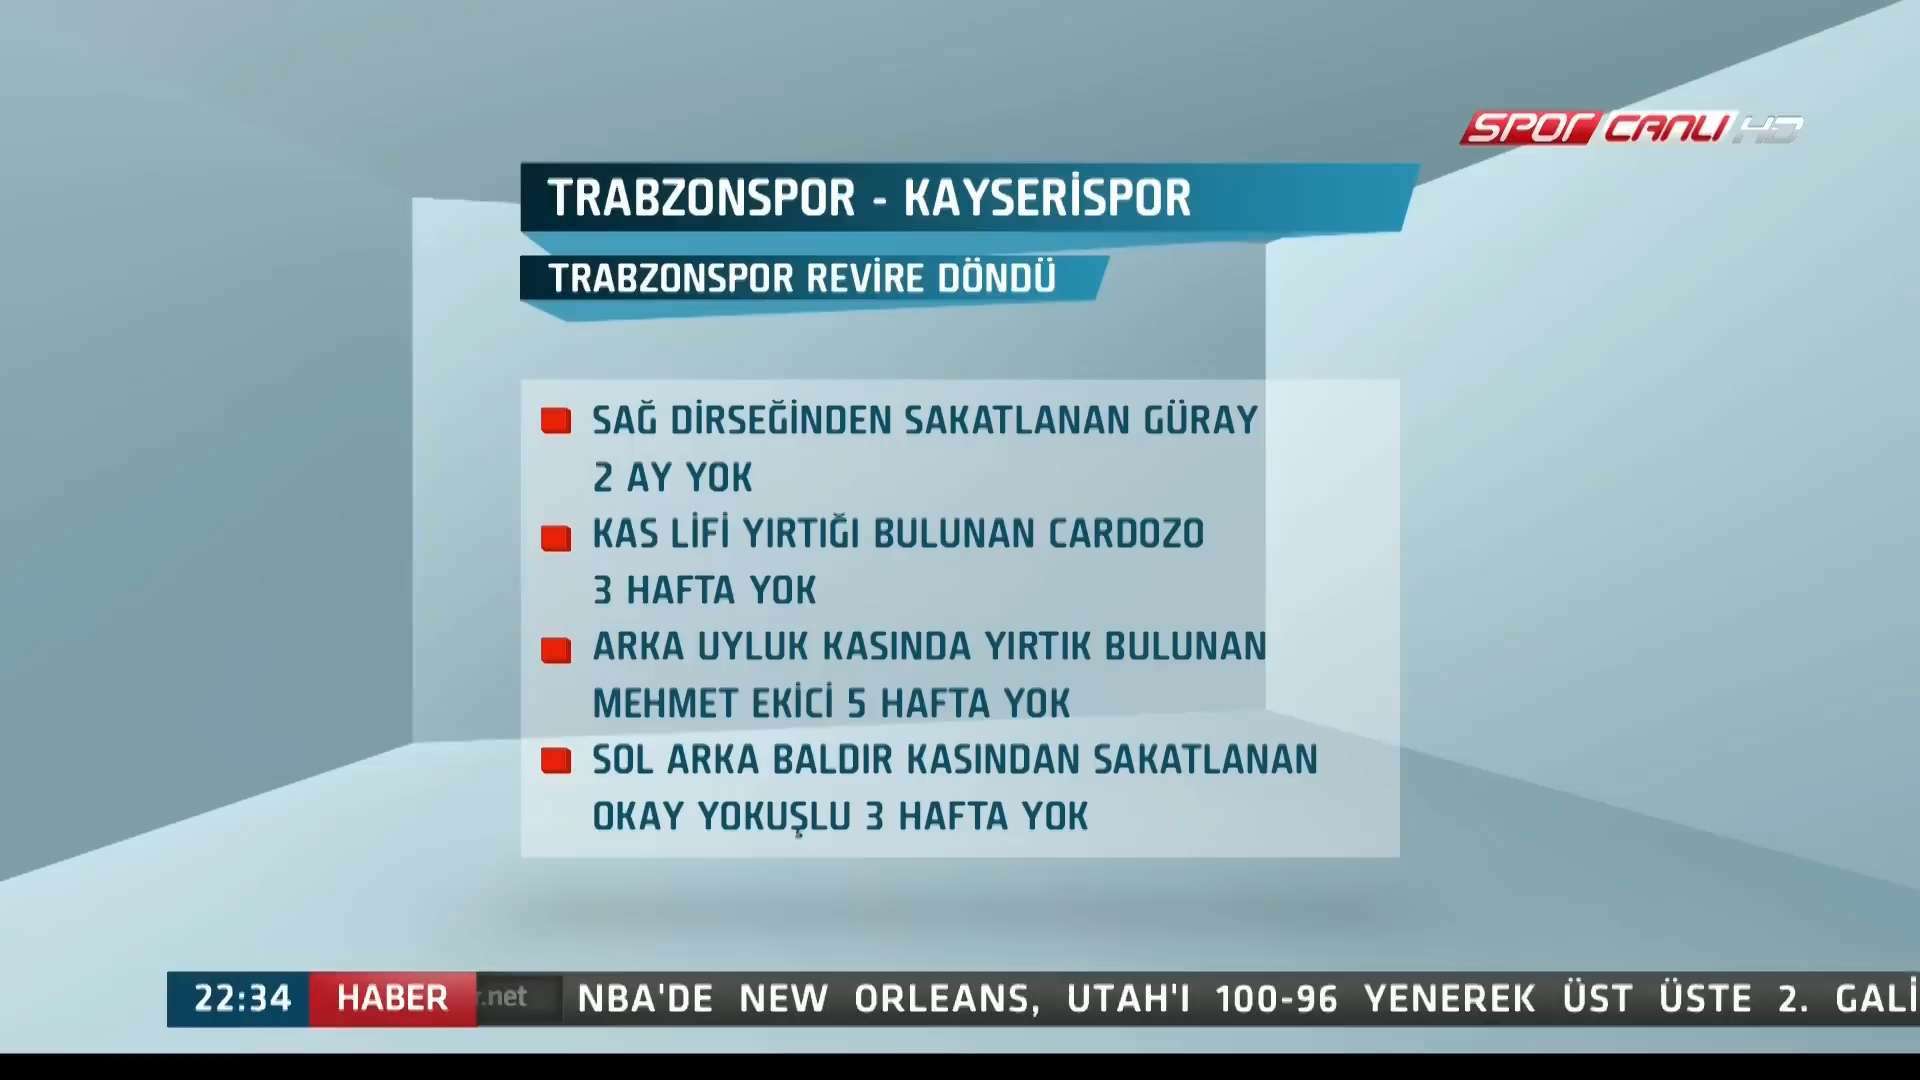 SPOR CANLI HD
TRABZONSPOR - KAYSERİSPOR
TRABZONSPOR REVİRE DÖNDÜ
SAĞ DİRSEĞİNDEN SAKATLANAN GÜRAY
2 AY YOK
KAS LİFİ YIRTIĞI BULUNAN CARDOZO
3 HAFTA YOK
ARKA UYLUK KASINDA YIRTIK BULUNAN
MEHMET EKİCİ 5 HAFTA YOK
SOL ARKA BALDIR KASINDAN SAKATLANAN
OKAY YOKUŞLU 3 HAFTA YOK
22:34 HABER r.net NBA'DE NEW ORLEANS, UTAH'I 100-96 YENEREK ÜST ÜSTE 2. GALİ